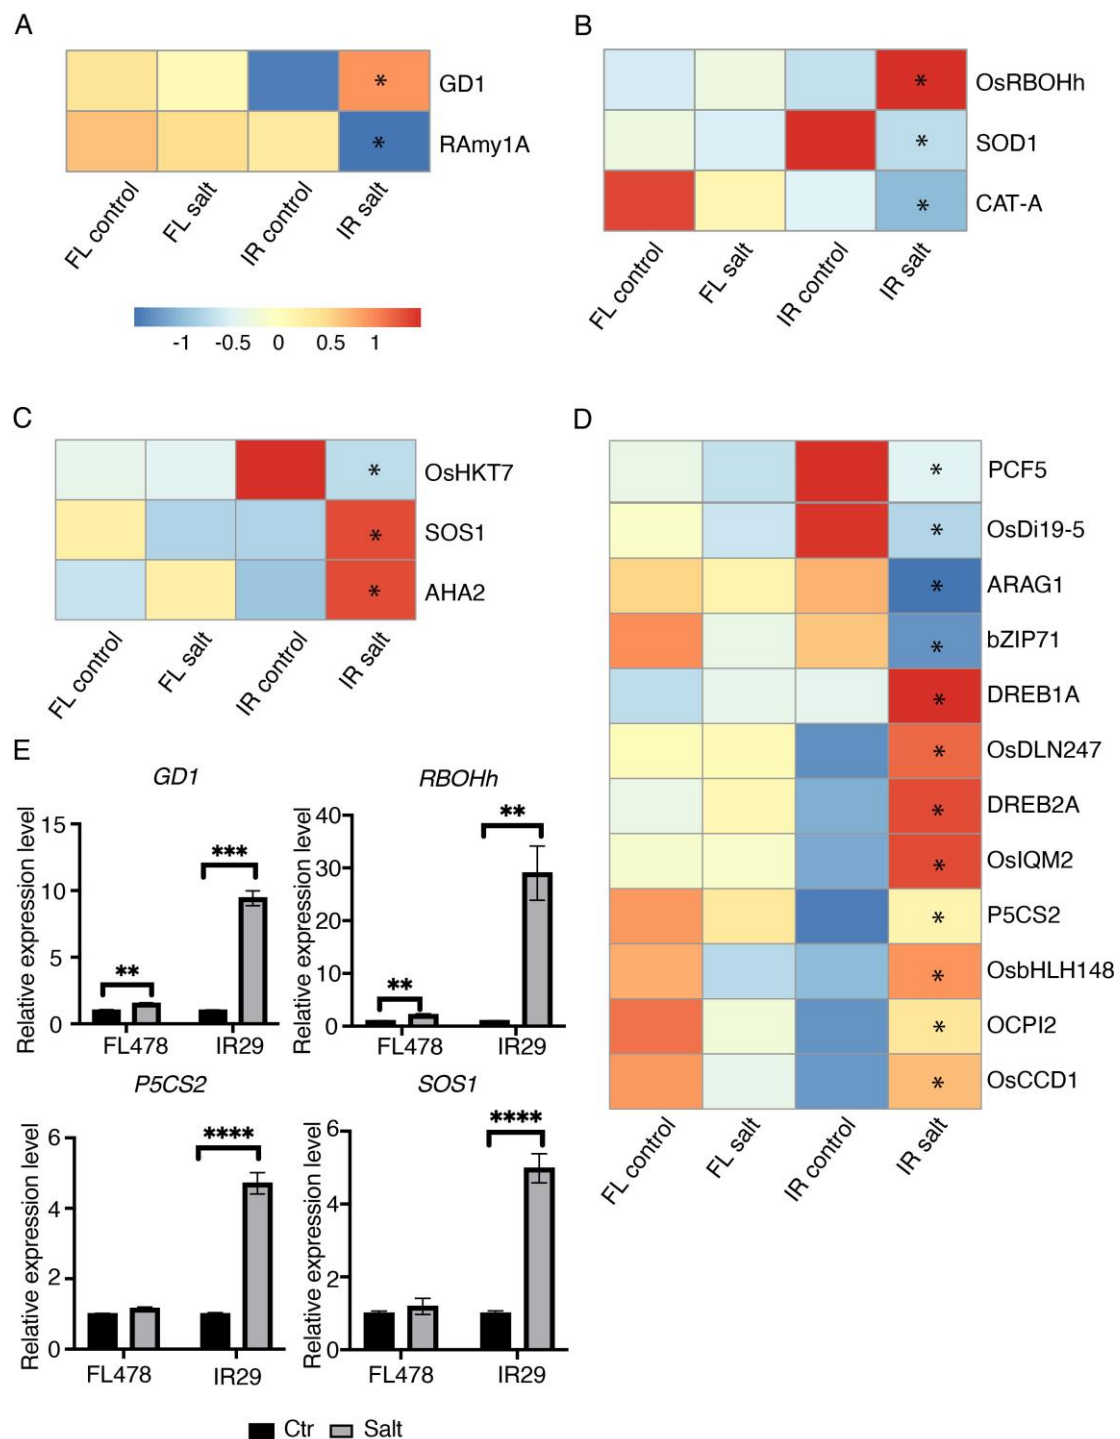 A
* GD1
* RAmy1A
FL control
FL salt
IR control
IR salt
-1 -0.5 0 0.5 1
B
* OsRBOHh
* SOD1
* CAT-A
FL control
FL salt
IR control
IR salt
C
* OsHKT7
* SOS1
* AHA2
FL control
FL salt
IR control
IR salt
D
* PCF5
* OsDi19-5
* ARAG1
* bZIP71
* DREB1A
* OsDLN247
* DREB2A
* OsIQM2
* P5CS2
* OsbHLH148
* OCPI2
* OsCCD1
FL control
FL salt
IR control
IR salt
E
GD1
Relative expression level
15
10
5
0
**
***
FL478 IR29
RBOHh
Relative expression level
40
30
20
10
0
**
**
FL478 IR29
P5CS2
Relative expression level
6
4
2
0
****
FL478 IR29
SOS1
Relative expression level
6
4
2
0
****
FL478 IR29
Ctr Salt